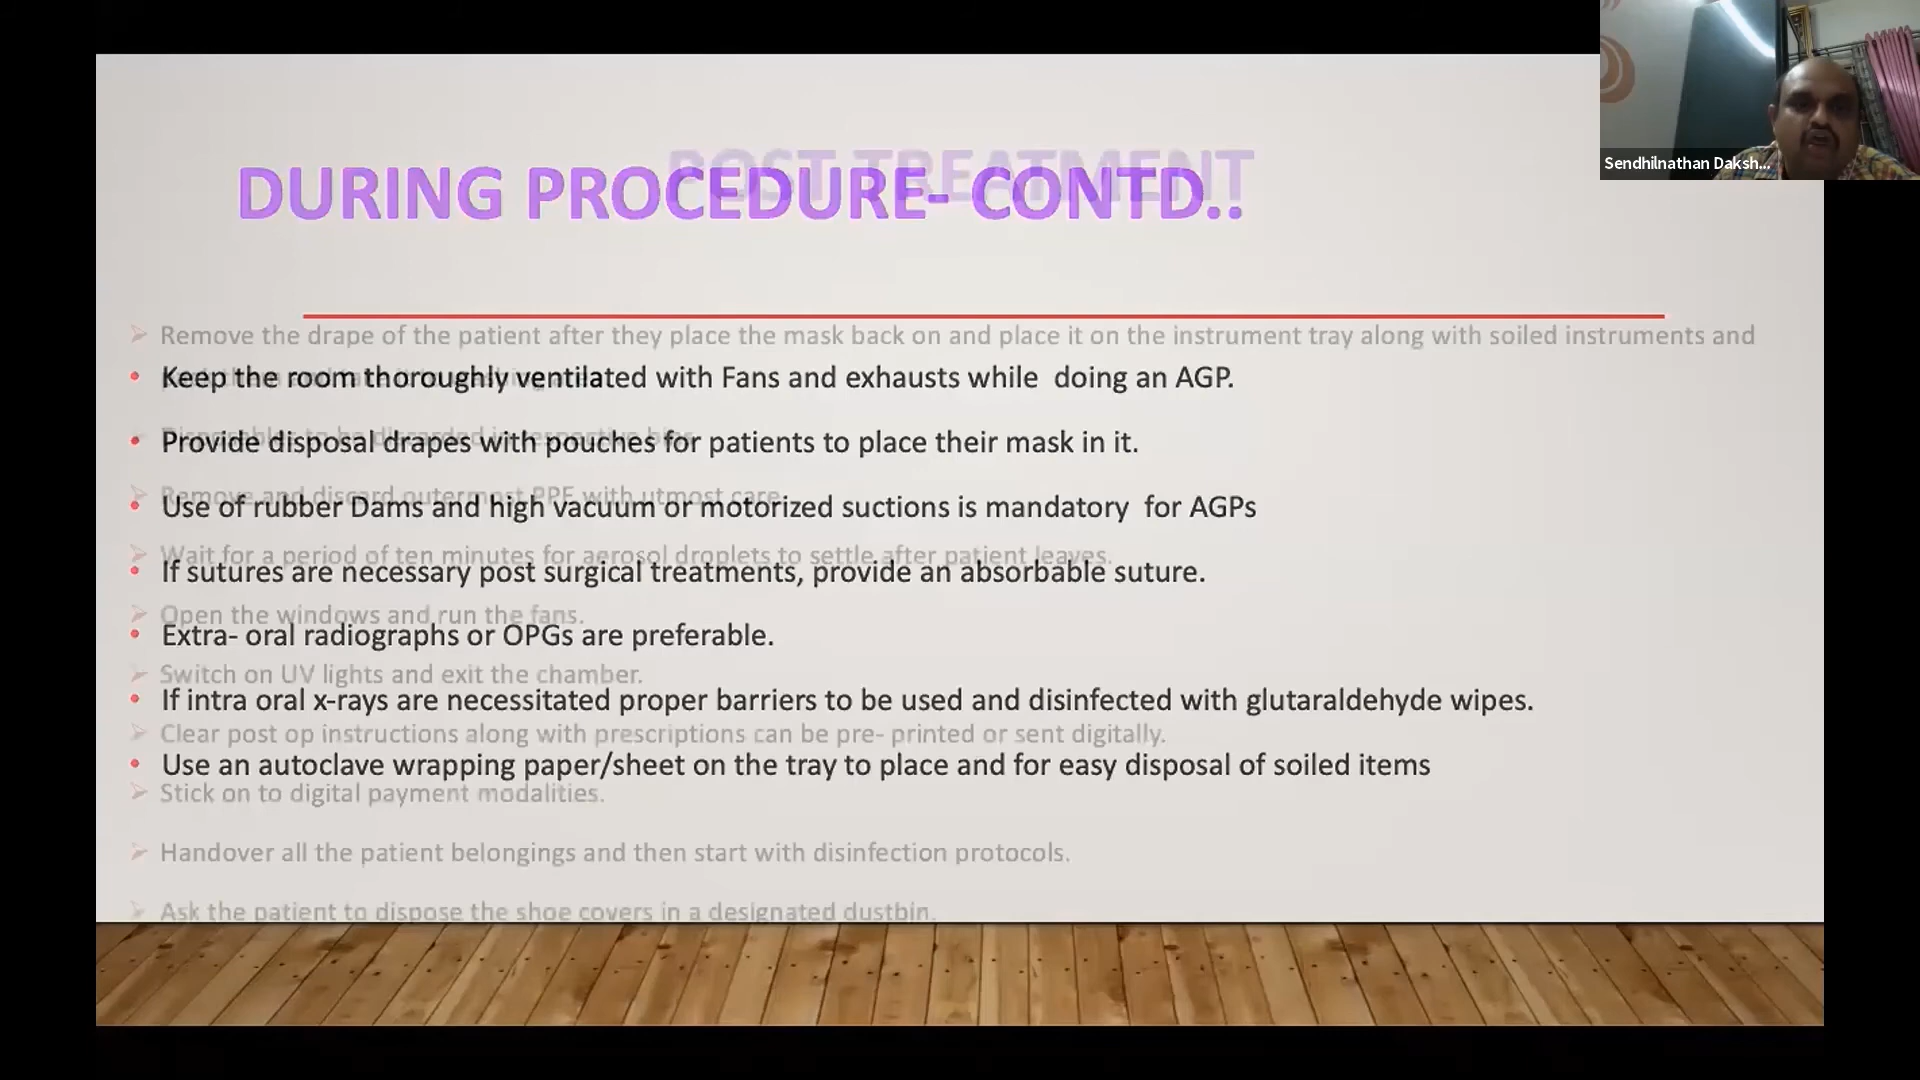 Sendhilnathan Daksh...
POST TREATMENT
DURING PROCEDURE- CONTD.!
Remove the drape of the patient after they place the mask back on and place it on the instrument tray along with soiled instruments and
Keep the room thoroughly ventilated with Fans and exhausts while doing an AGP.
Disposables to be discarded in respective bins.
Provide disposal drapes with pouches for patients to place their mask in it.
Remove and discard outermost PPE with utmost care.
Use of rubber Dams and high vacuum or motorized suctions is mandatory for AGPs
Wait for a period of ten minutes for aerosol droplets to settle after patient leaves.
If sutures are necessary post surgical treatments, provide an absorbable suture.
Open the windows and run the fans.
Extra- oral radiographs or OPGs are preferable.
Switch on UV lights and exit the chamber.
If intra oral x-rays are necessitated proper barriers to be used and disinfected with glutaraldehyde wipes.
Clear post op instructions along with prescriptions can be pre- printed or sent digitally.
Use an autoclave wrapping paper/sheet on the tray to place and for easy disposal of soiled items
Stick on to digital payment modalities.
Handover all the patient belongings and then start with disinfection protocols.
Ask the patient to dispose the shoe covers in a designated dustbin.